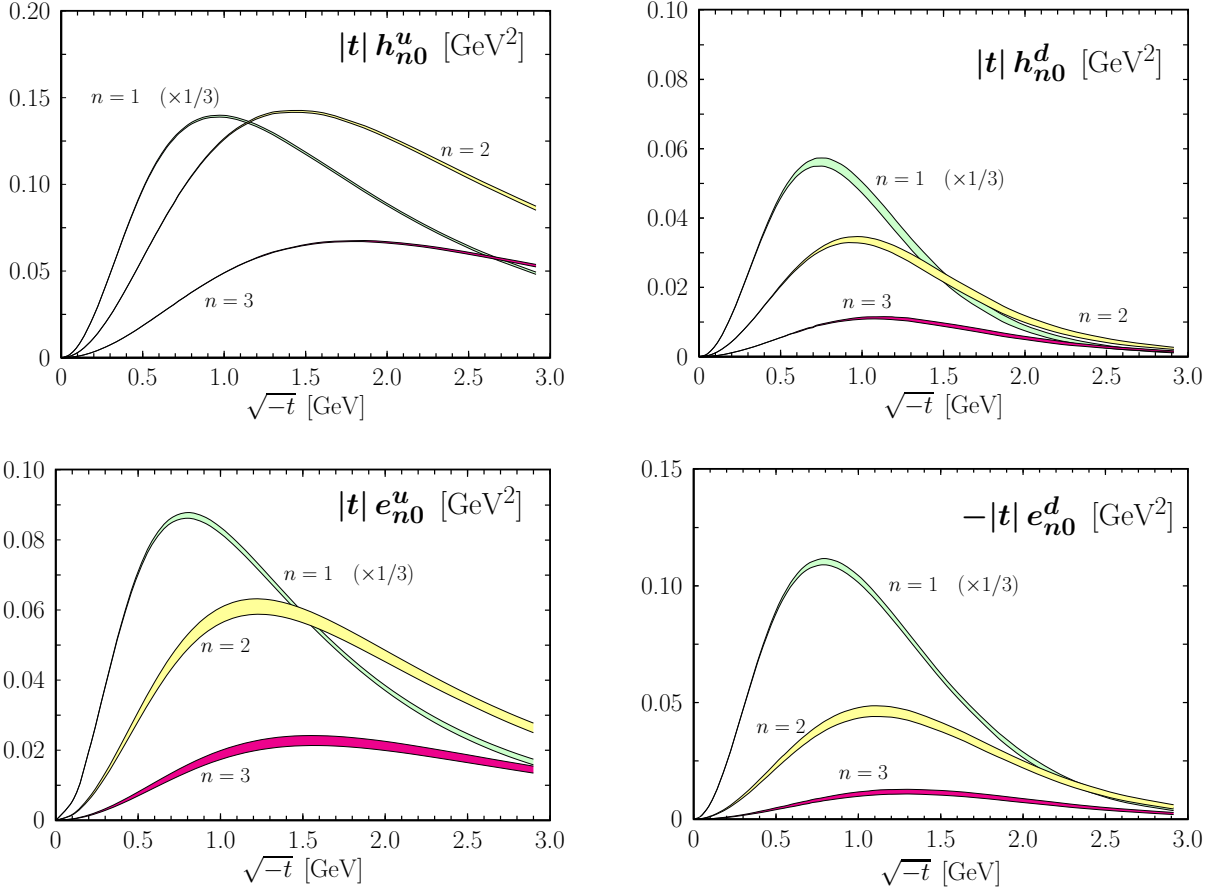 |t| h^u_{n0} [GeV^2]
n = 1 (×1/3)
n = 2
n = 3
0.20
0.15
0.10
0.05
0
0 0.5 1.0 1.5 2.0 2.5 3.0
√−t [GeV]
|t| h^d_{n0} [GeV^2]
n = 1 (×1/3)
n = 3
n = 2
0.10
0.08
0.06
0.04
0.02
0
0 0.5 1.0 1.5 2.0 2.5 3.0
√−t [GeV]
|t| e^u_{n0} [GeV^2]
n = 1 (×1/3)
n = 2
n = 3
0.10
0.08
0.06
0.04
0.02
0
0 0.5 1.0 1.5 2.0 2.5 3.0
√−t [GeV]
−|t| e^d_{n0} [GeV^2]
n = 1 (×1/3)
n = 2
n = 3
0.15
0.10
0.05
0
0 0.5 1.0 1.5 2.0 2.5 3.0
√−t [GeV]